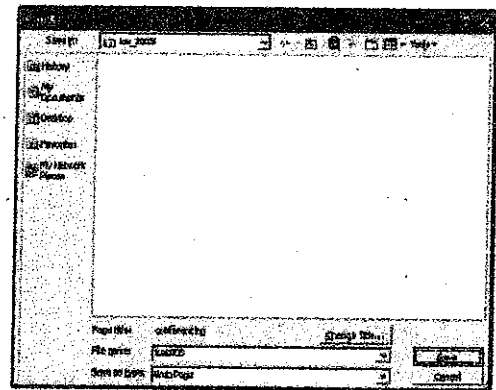 Save in:
Tools
History
My Documents
Desktop
Favorites
My Network Places
Page title:
Change Title...
File name:
Save as type: Web Page
Save
Cancel